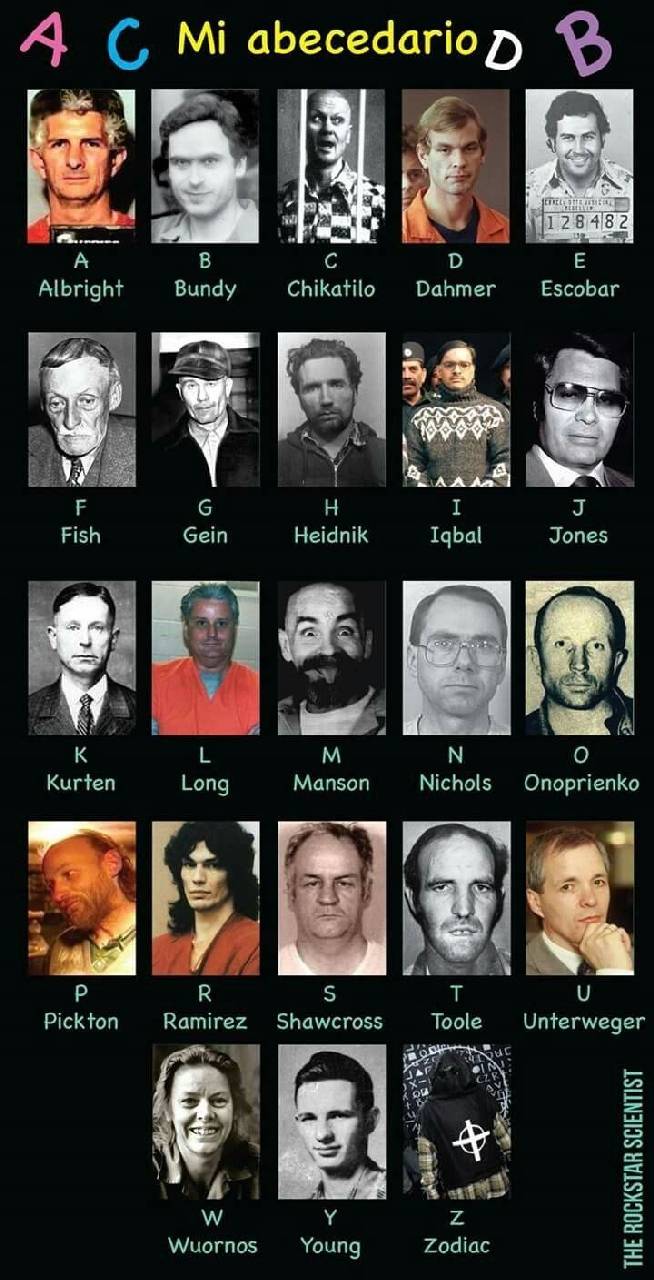 A C Mi abecedario D B
A B C D E
Albright Bundy Chikatilo Dahmer Escobar
128482
F G H I J
Fish Gein Heidnik Iqbal Jones
K L M N O
Kurten Long Manson Nichols Onoprienko
P R S T U
Pickton Ramirez Shawcross Toole Unterweger
W Y Z
Wuornos Young Zodiac
THE ROCKSTAR SCIENTIST